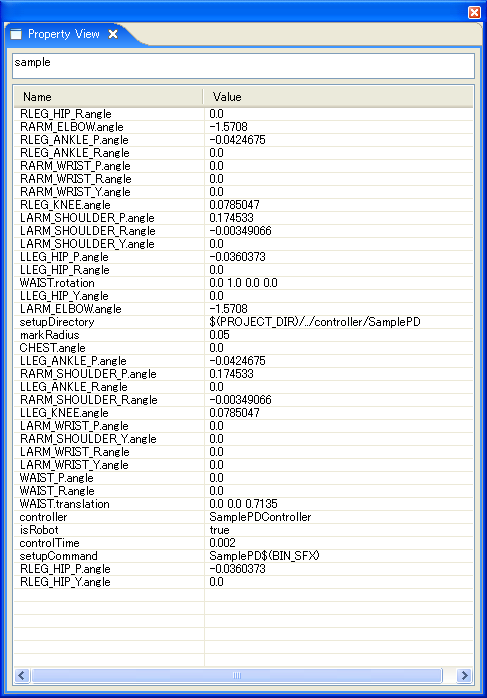 Property View
sample
Name Value
RLEG_HIP_R.angle 0.0
RARM_ELBOW.angle -1.5708
RLEG_ANKLE_P.angle -0.0424675
RLEG_ANKLE_R.angle 0.0
RARM_WRIST_P.angle 0.0
RARM_WRIST_R.angle 0.0
RARM_WRIST_Y.angle 0.0
RLEG_KNEE.angle 0.0785047
LARM_SHOULDER_P.angle 0.174533
LARM_SHOULDER_R.angle -0.00349066
LARM_SHOULDER_Y.angle 0.0
LLEG_HIP_P.angle -0.0360373
LLEG_HIP_R.angle 0.0
WAIST.rotation 0.0 1.0 0.0 0.0
LLEG_HIP_Y.angle 0.0
LARM_ELBOW.angle -1.5708
setupDirectory $(PROJECT_DIR)/../controller/SamplePD
markRadius 0.05
CHEST.angle 0.0
LLEG_ANKLE_P.angle -0.0424675
RARM_SHOULDER_P.angle 0.174533
LLEG_ANKLE_R.angle 0.0
RARM_SHOULDER_R.angle -0.00349066
LLEG_KNEE.angle 0.0785047
LARM_WRIST_P.angle 0.0
RARM_SHOULDER_Y.angle 0.0
LARM_WRIST_R.angle 0.0
LARM_WRIST_Y.angle 0.0
WAIST_P.angle 0.0
WAIST_R.angle 0.0
WAIST.translation 0.0 0.0 0.7135
controller SamplePDController
isRobot true
controlTime 0.002
setupCommand SamplePD$(BIN_SFX)
RLEG_HIP_P.angle -0.0360373
RLEG_HIP_Y.angle 0.0